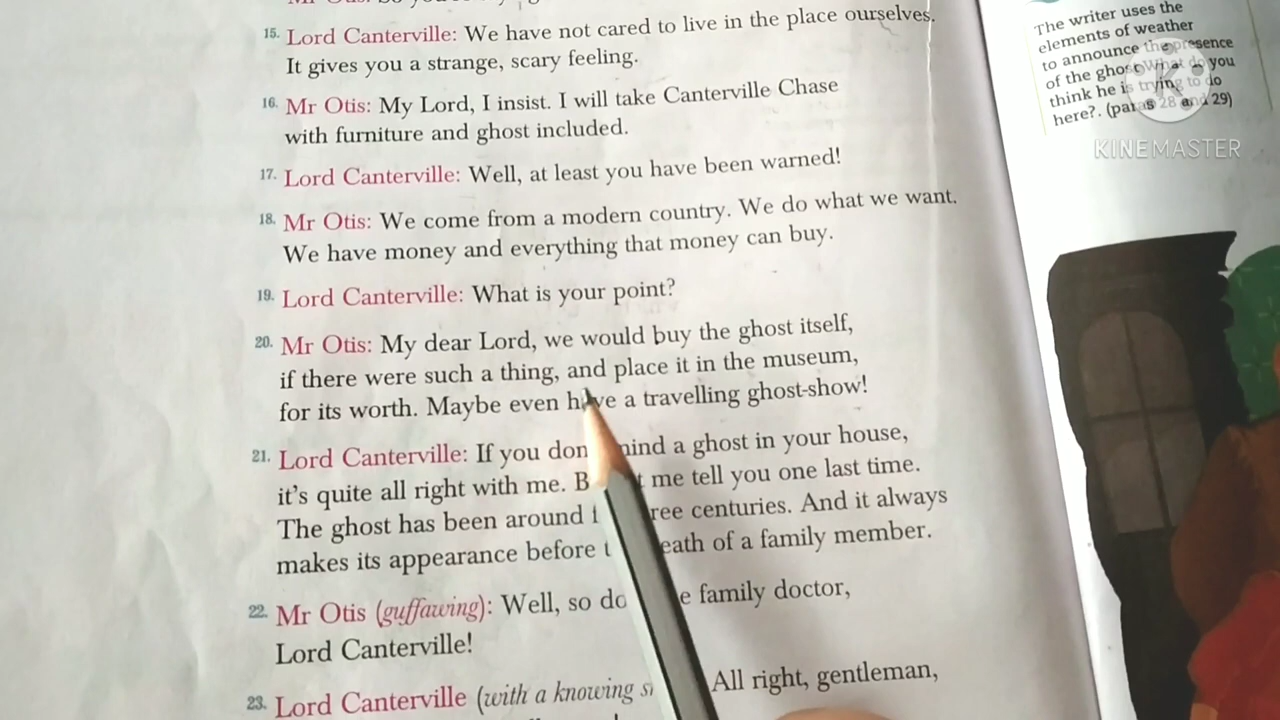 15. Lord Canterville: We have not cared to live in the place ourselves.
It gives you a strange, scary feeling.
16. Mr Otis: My Lord, I insist. I will take Canterville Chase
with furniture and ghost included.
17. Lord Canterville: Well, at least you have been warned!
18. Mr Otis: We come from a modern country. We do what we want.
We have money and everything that money can buy.
19. Lord Canterville: What is your point?
20. Mr Otis: My dear Lord, we would buy the ghost itself,
if there were such a thing, and place it in the museum,
for its worth. Maybe even have a travelling ghost-show!
21. Lord Canterville: If you mind a ghost in your house,
it's quite all right with me. me tell you one last time.
The ghost has been around centuries. And it always
makes its appearance before of a family member.
22. Mr Otis (guffawing): Well, so family doctor,
Lord Canterville!
23. Lord Canterville (with a knowing All right, gentleman,
The writer uses the
elements of weather
to announce the presence
of the ghost What do you
think he is trying to do
here?. (paras 28 and 29)
KINEMASTER